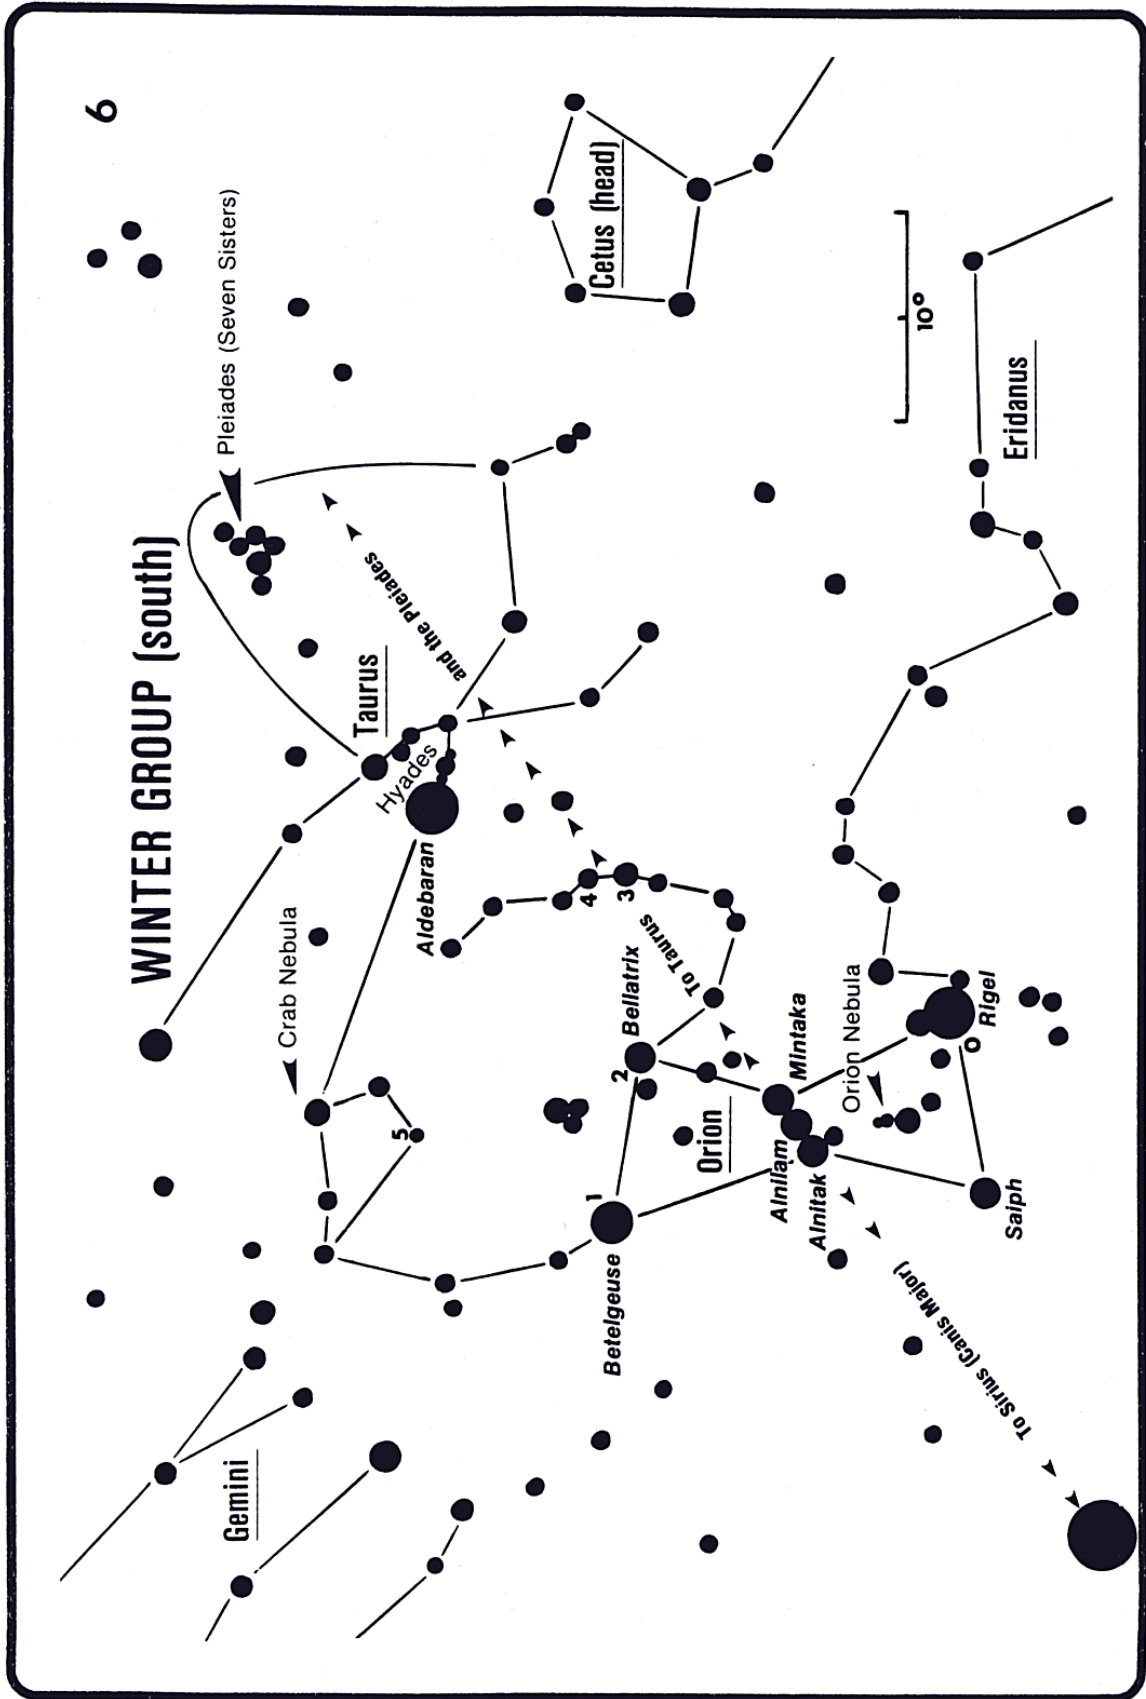 WINTER GROUP (south)
6
Pleiades (Seven Sisters)
Crab Nebula
Taurus
Hyades
Aldebaran
and the Pleiades
To Taurus
Cetus (head)
10°
Eridanus
Gemini
5
4
3
Bellatrix
2
1
Betelgeuse
Orion
Mintaka
Alnilam
Alnitak
Orion Nebula
Rigel
0
Saiph
To Sirius (Canis Major)